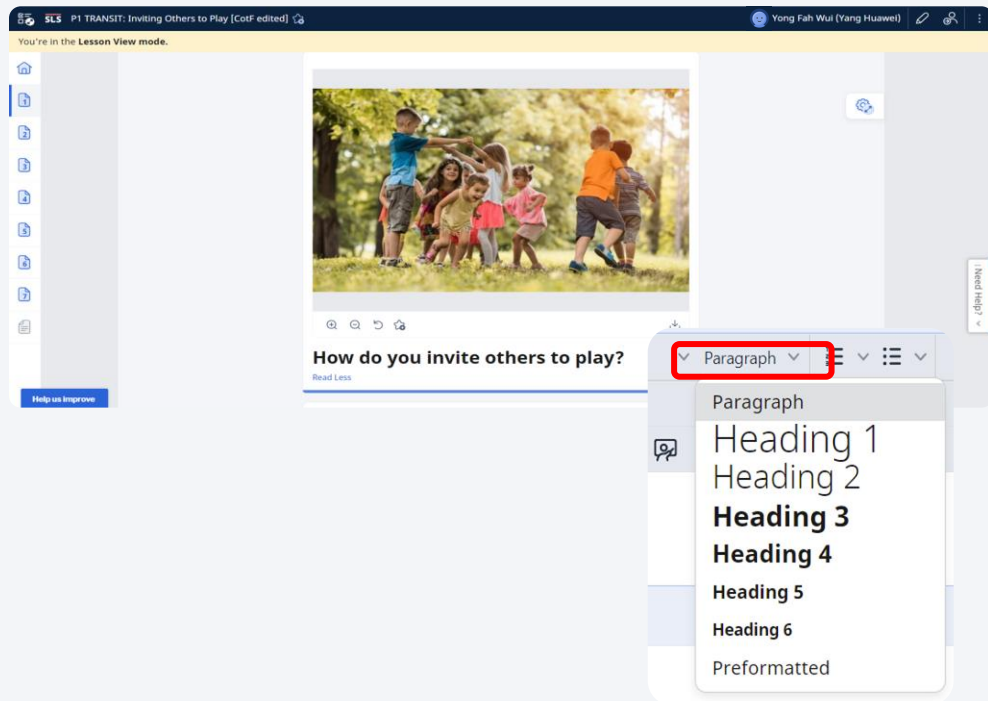 SLS P1 TRANSIT: Inviting Others to Play [CotF edited]
Yong Fah Wui (Yang Huawei)
You're in the Lesson View mode.
1
2
3
4
5
6
7
How do you invite others to play?
Read Less
Help us improve
Need Help?
Paragraph
Paragraph
Heading 1
Heading 2
Heading 3
Heading 4
Heading 5
Heading 6
Preformatted